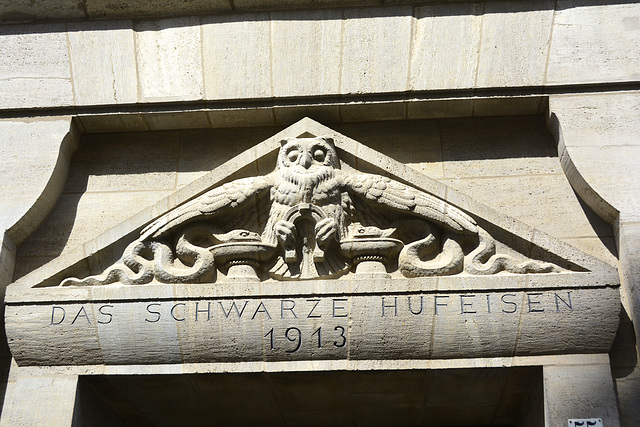 DAS SCHWARZE HUFEISEN
1913